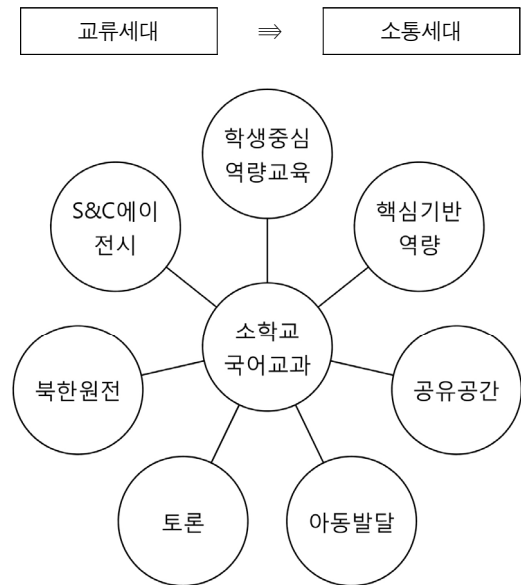 교류세대 ⇛ 소통세대
학생중심
역량교육
S&C에이
전시
핵심기반
역량
소학교
국어교과
북한원전
공유공간
토론
아동발달